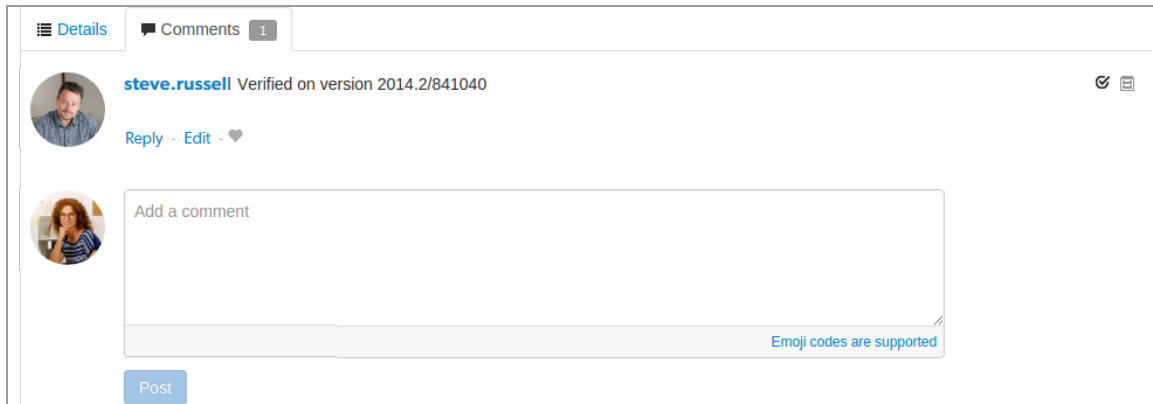 Details Comments 1
steve.russell Verified on version 2014.2/841040
Reply · Edit ·
Add a comment
Emoji codes are supported
Post